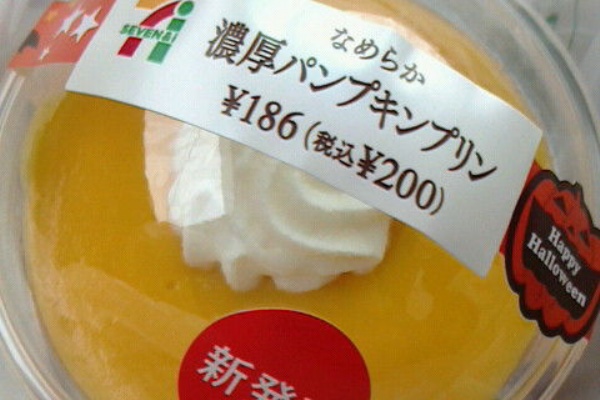 SEVEN&i
なめらか
濃厚パンプキンプリン
¥186(税込¥200)
Happy
Halloween
新発